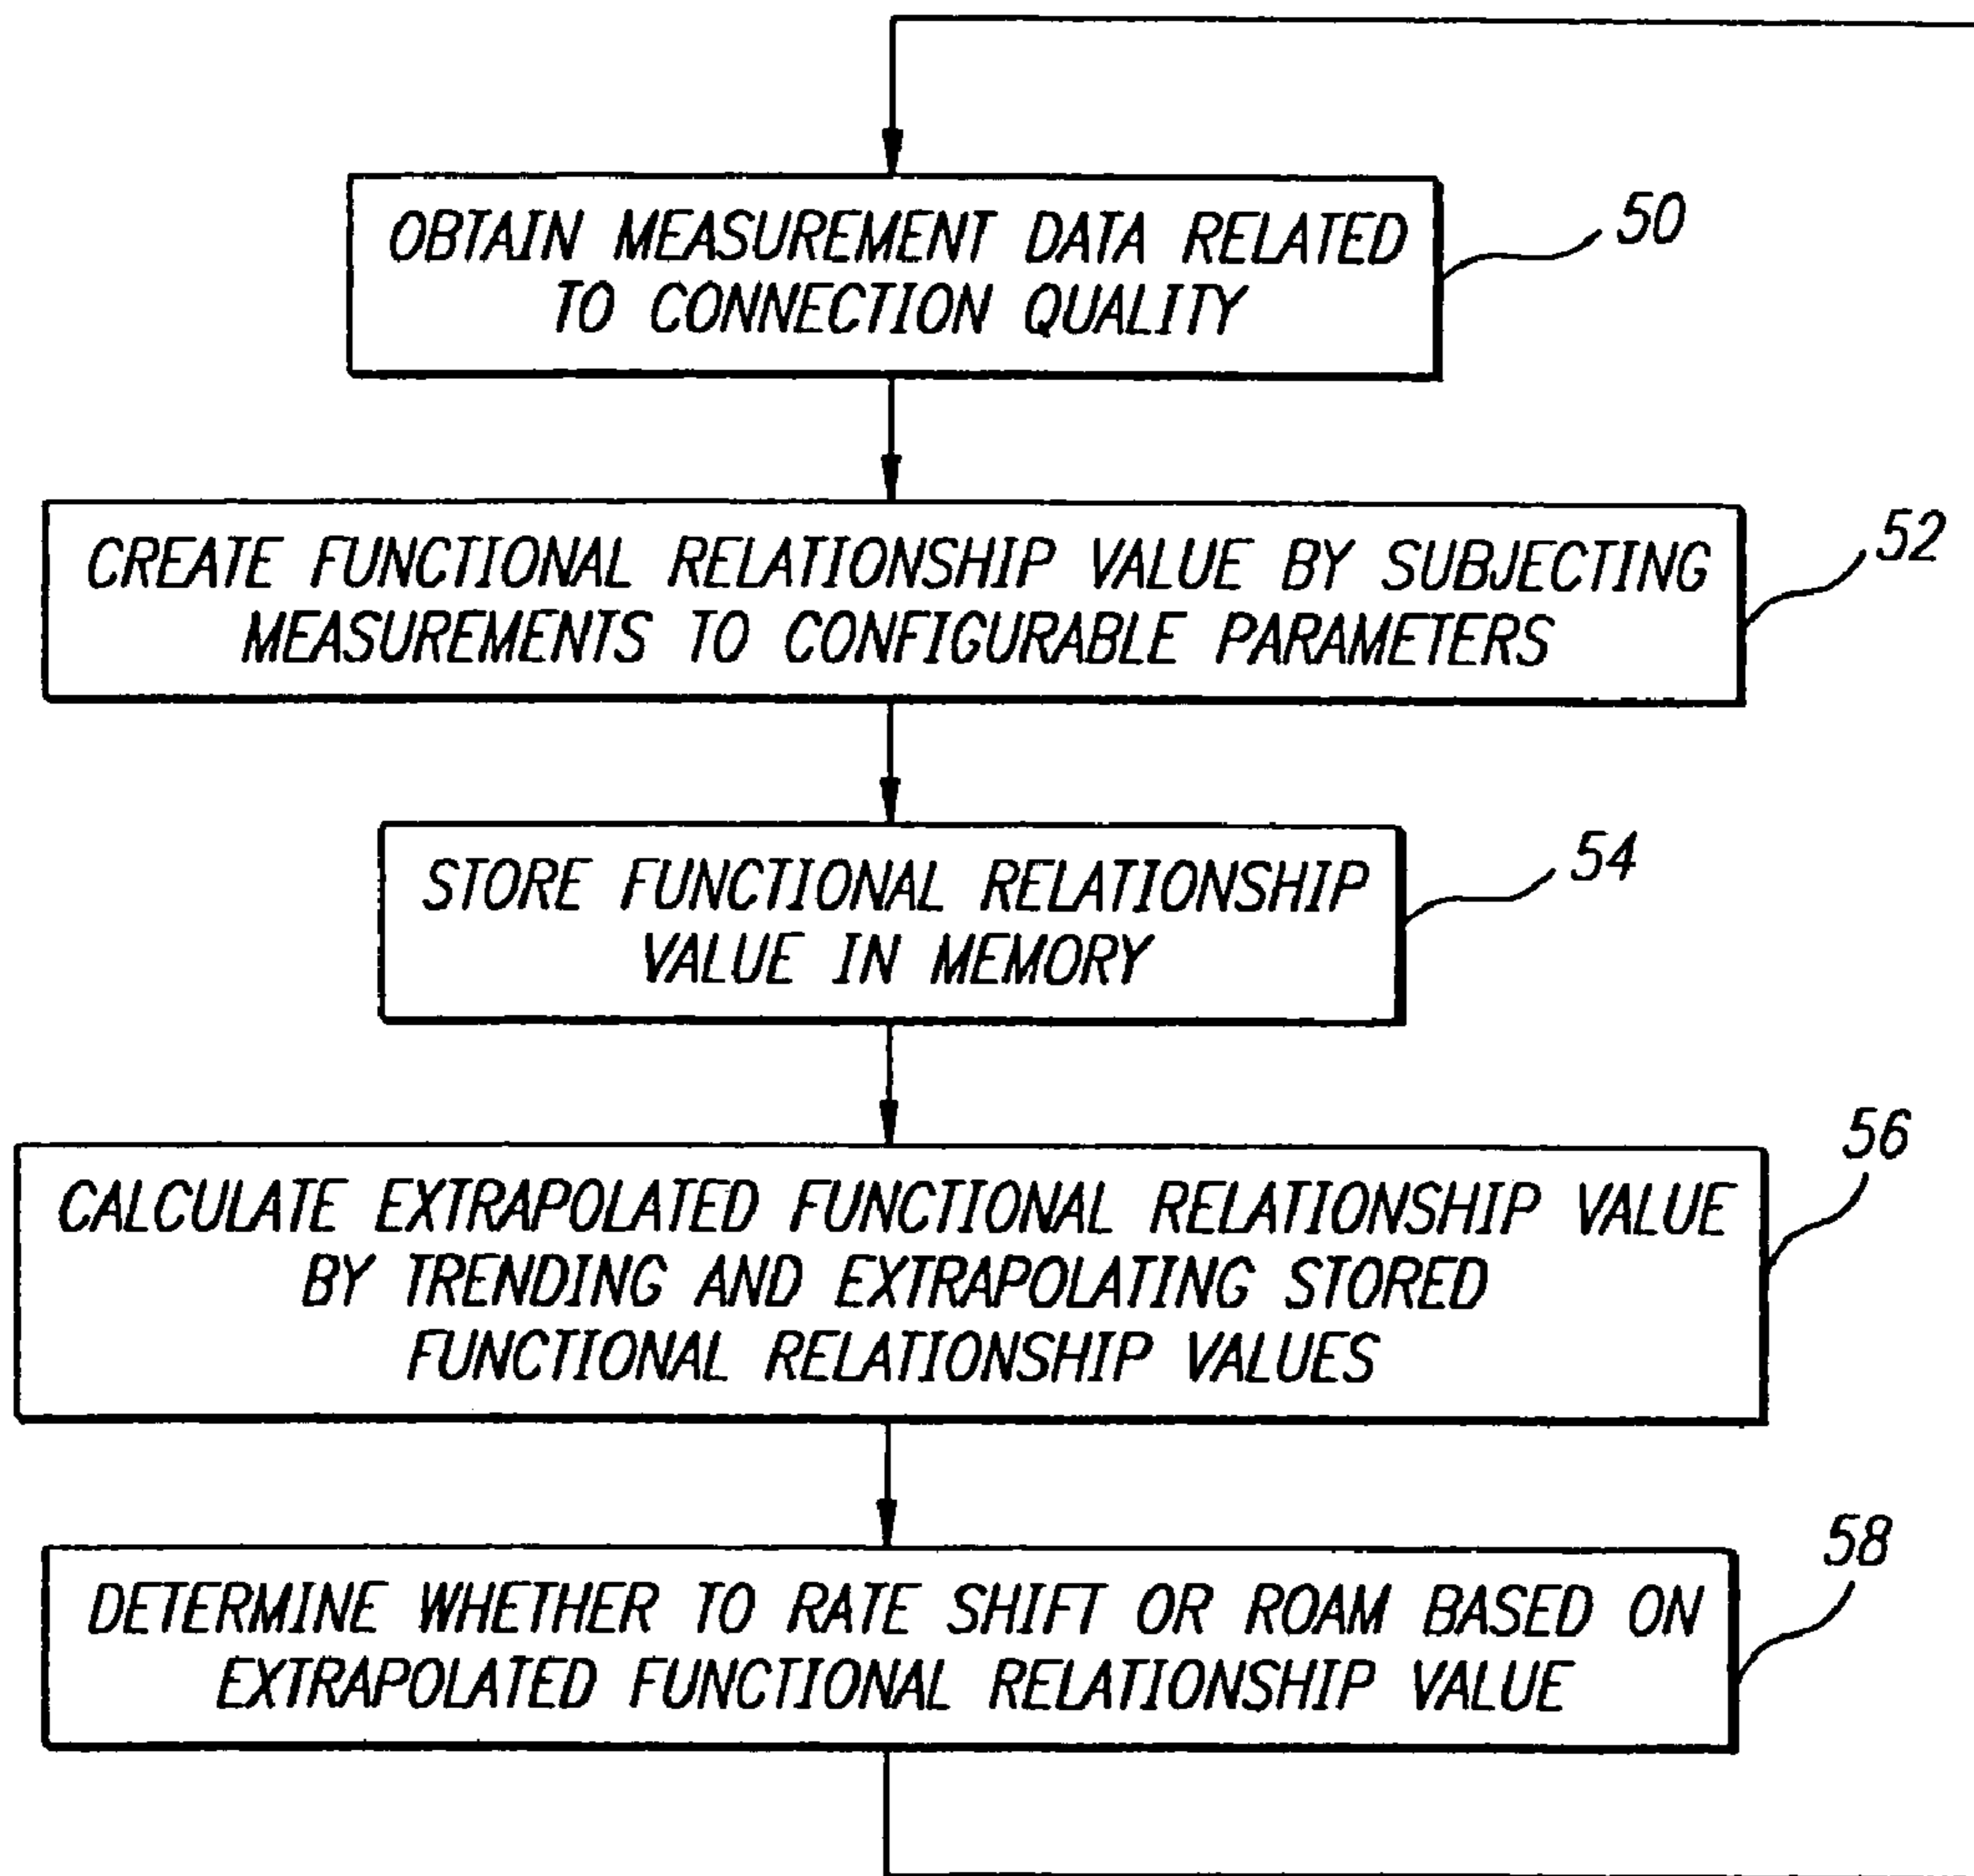 OBTAIN MEASUREMENT DATA RELATED
TO CONNECTION QUALITY
50
CREATE FUNCTIONAL RELATIONSHIP VALUE BY SUBJECTING
MEASUREMENTS TO CONFIGURABLE PARAMETERS
52
STORE FUNCTIONAL RELATIONSHIP
VALUE IN MEMORY
54
CALCULATE EXTRAPOLATED FUNCTIONAL RELATIONSHIP VALUE
BY TRENDING AND EXTRAPOLATING STORED
FUNCTIONAL RELATIONSHIP VALUES
56
DETERMINE WHETHER TO RATE SHIFT OR ROAM BASED ON
EXTRAPOLATED FUNCTIONAL RELATIONSHIP VALUE
58